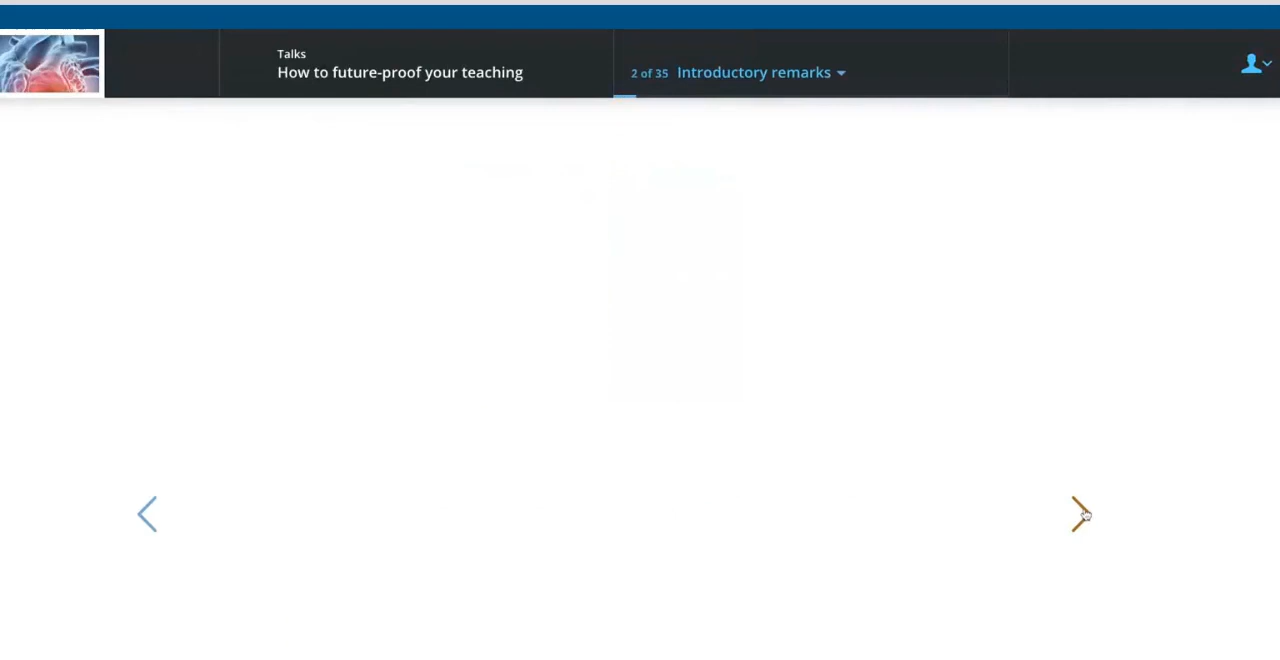 Talks
How to future-proof your teaching
2 of 35 Introductory remarks